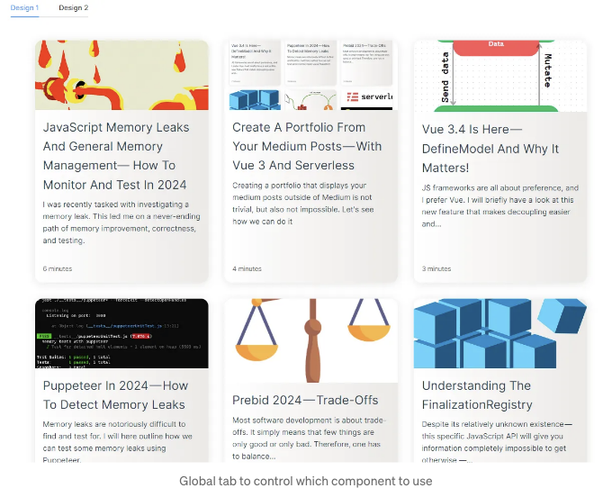 Design 1
Design 2
Data
Send data
Mutate
serverle
JavaScript Memory Leaks
And General Memory
Management— How To
Monitor And Test In 2024
I was recently tasked with investigating a
memory leak. This led me on a never-ending
path of memory improvement, correctness,
and testing.
6 minutes
Create A Portfolio From
Your Medium Posts—With
Vue 3 And Serverless
Creating a portfolio that displays your
medium posts outside of Medium is not
trivial, but also not impossible. Let's see
how we can do it
4 minutes
Vue 3.4 Is Here—
DefineModel And Why It
Matters!
JS frameworks are all about preference, and
I prefer Vue. I will briefly have a look at this
new feature that makes decoupling easier
and...
3 minutes
Puppeteer In 2024—How
To Detect Memory Leaks
Memory leaks are notoriously difficult to
find and test for. I will here outline how we
can test some memory leaks using
Puppeteer.
Prebid 2024—Trade-Offs
Most software development is about trade-
offs. It simply means that few things are
only good or only bad. Therefore, one has
to balance...
Understanding The
FinalizationRegistry
Despite its relatively unknown existence—
this specific JavaScript API will give you
information completely impossible to get
otherwise —...
Global tab to control which component to use